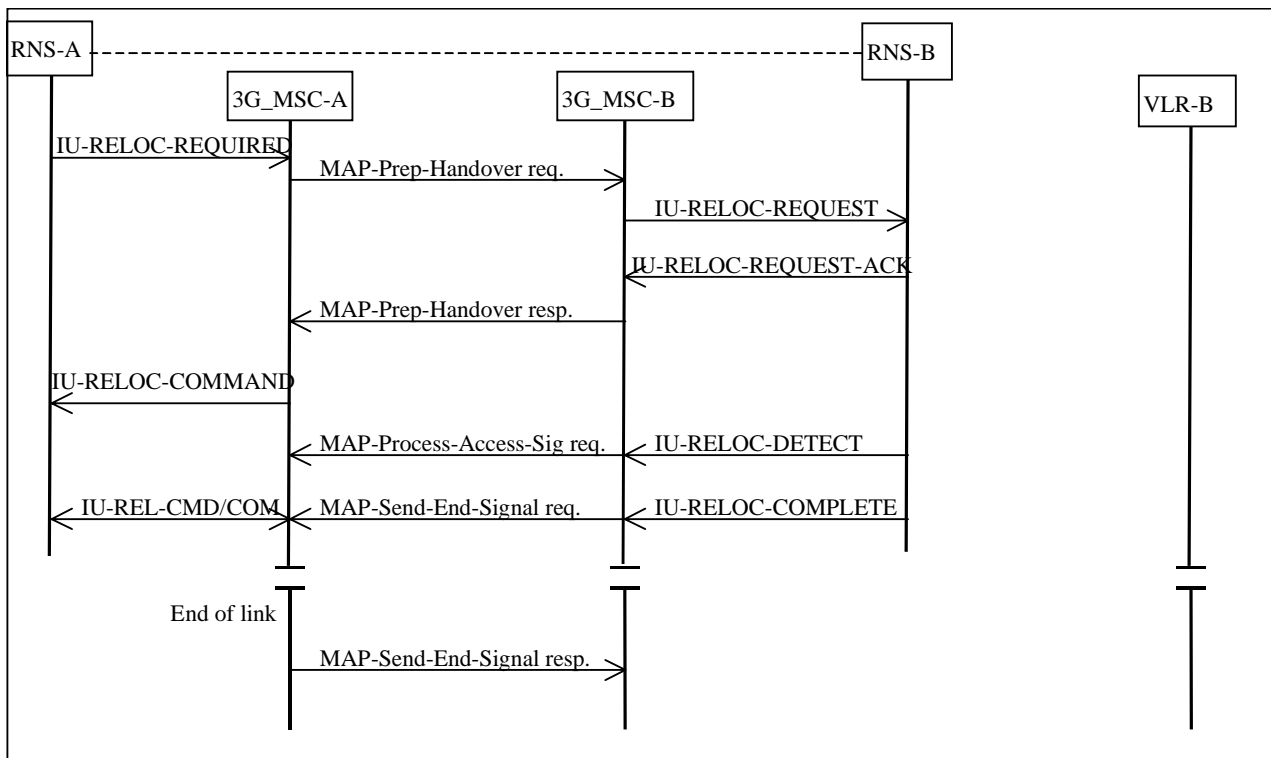 RNS-A
RNS-B
3G_MSC-A
3G_MSC-B
VLR-B
IU-RELOC-REQUIRED
MAP-Prep-Handover req.
IU-RELOC-REQUEST
IU-RELOC-REQUEST-ACK
MAP-Prep-Handover resp.
IU-RELOC-COMMAND
MAP-Process-Access-Sig req.
IU-RELOC-DETECT
IU-REL-CMD/COM
MAP-Send-End-Signal req.
IU-RELOC-COMPLETE
End of link
MAP-Send-End-Signal resp.